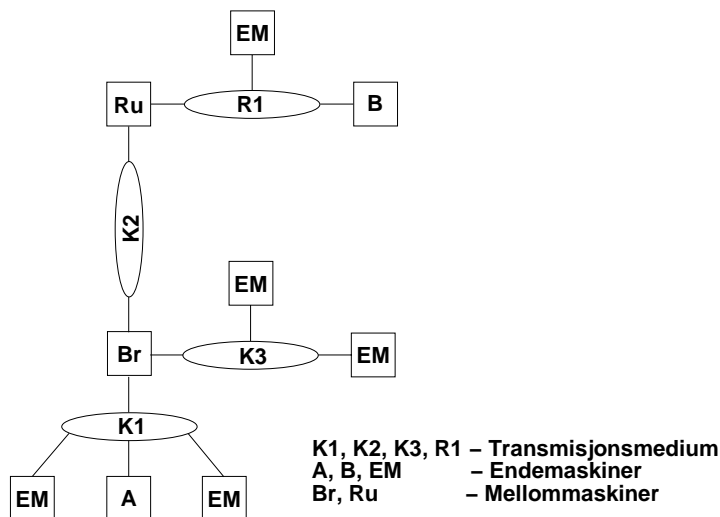 EM
Ru
R1
B
K2
EM
Br
K3
EM
K1
EM
A
EM
K1, K2, K3, R1 – Transmisjonsmedium
A, B, EM – Endemaskiner
Br, Ru – Mellommaskiner